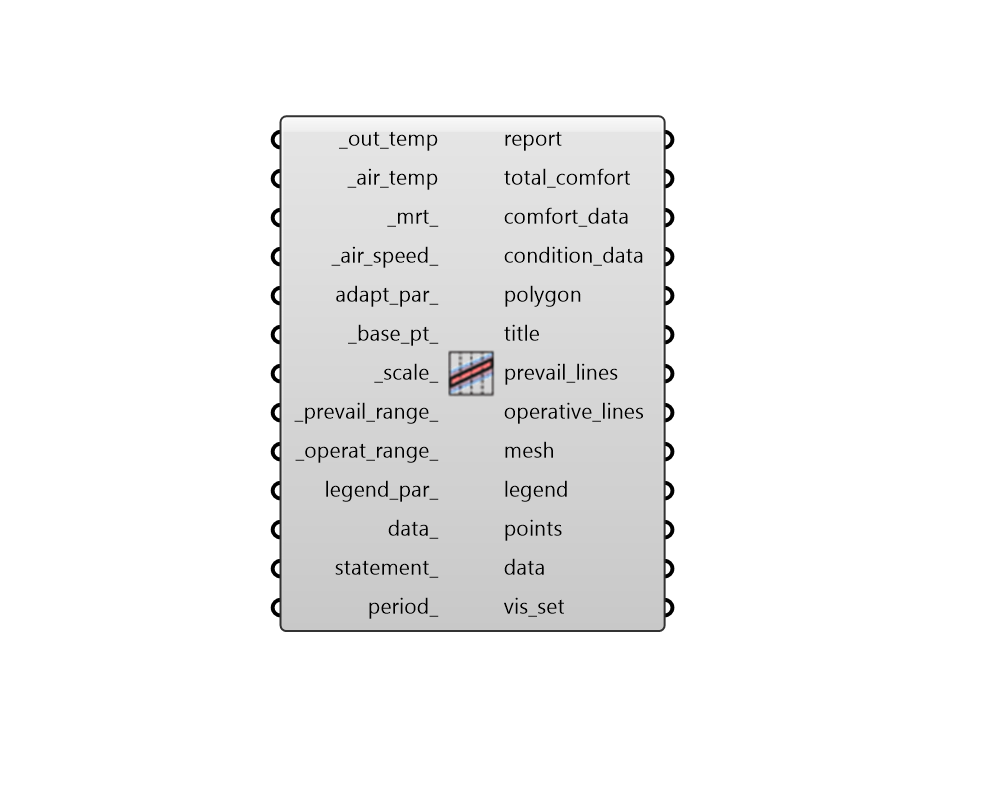 _out_temp report
_air_temp total_comfort
_mrt_ comfort_data
_air_speed_ condition_data
adapt_par_ polygon
_base_pt_ title
_scale_ prevail_lines
_prevail_range_ operative_lines
_operat_range_ mesh
legend_par_ legend
data_ points
statement_ data
period_ vis_set